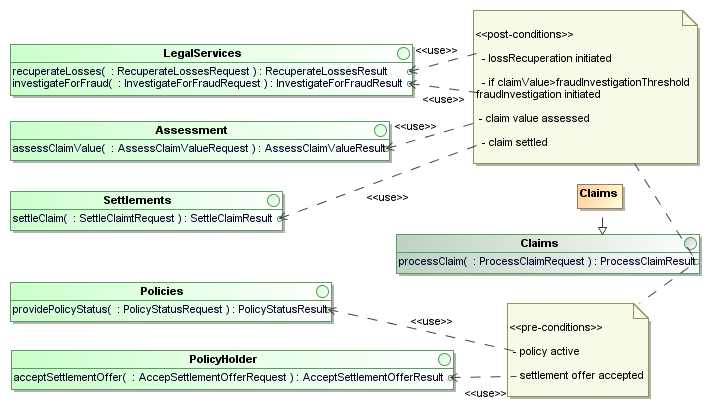 <<post-conditions>>
- lossRecuperation initiated
- if claimValue>fraudInvestigationThreshold
fraudInvestigation initiated
- claim value assessed
- claim settled
<<use>>
<<use>>
<<use>>
<<use>>
LegalServices
recuperateLosses( : RecuperateLossesRequest ) : RecuperateLossesResult
investigateForFraud( : InvestigateForFraudRequest ) : InvestigateForFraudResult
Assessment
assessClaimValue( : AssessClaimValueRequest ) : AssessClaimValueResult
Settlements
settleClaim( : SettleClaimtRequest ) : SettleClaimResult
Claims
Claims
processClaim( : ProcessClaimRequest ) : ProcessClaimResult
Policies
providePolicyStatus( : PolicyStatusRequest ) : PolicyStatusResult
<<use>>
<<pre-conditions>>
- policy active
- settlement offer accepted
PolicyHolder
acceptSettlementOffer( : AccepSettlementOfferRequest ) : AcceptSettlementOfferResult
<<use>>